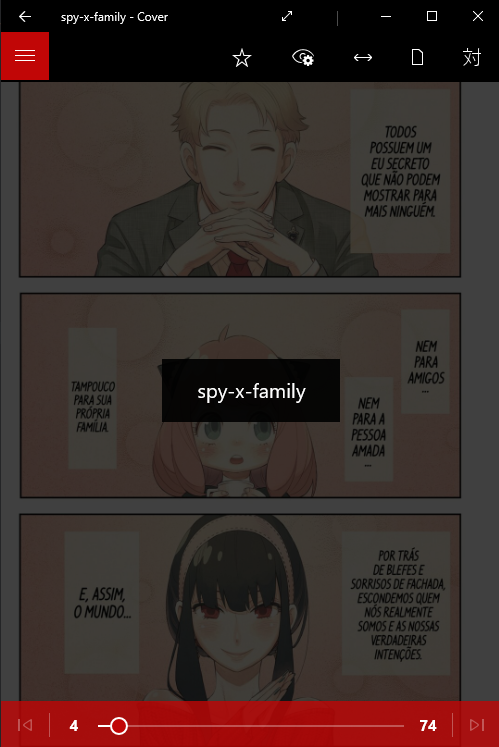 spy-x-family - Cover
対
TODOS
POSSUEM UM
EU SECRETO
QUE NÃO PODEM
MOSTRAR PARA
MAIS NINGUÉM.
NEM
PARA
AMIGOS
...
NEM
PARA A
PESSOA
AMADA
...
TAMPOUCO
PARA SUA
PRÓPRIA
FAMÍLIA.
spy-x-family
POR TRÁS
DE BLEFES E
SORRISOS DE FACHADA,
ESCONDEMOS QUEM
NÓS REALMENTE
SOMOS E AS NOSSAS
VERDADEIRAS
INTENÇÕES.
E, ASSIM,
O MUNDO...
4
74